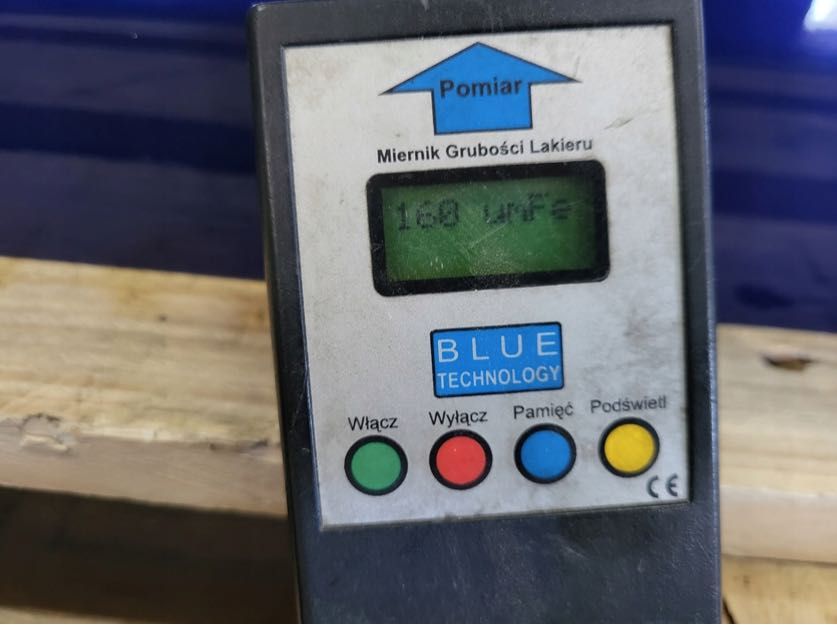 Pomiar
Miernik Grubości Lakieru
160 umFe
BLUE
TECHNOLOGY
Włącz Wyłącz Pamięć Podświetl
CE